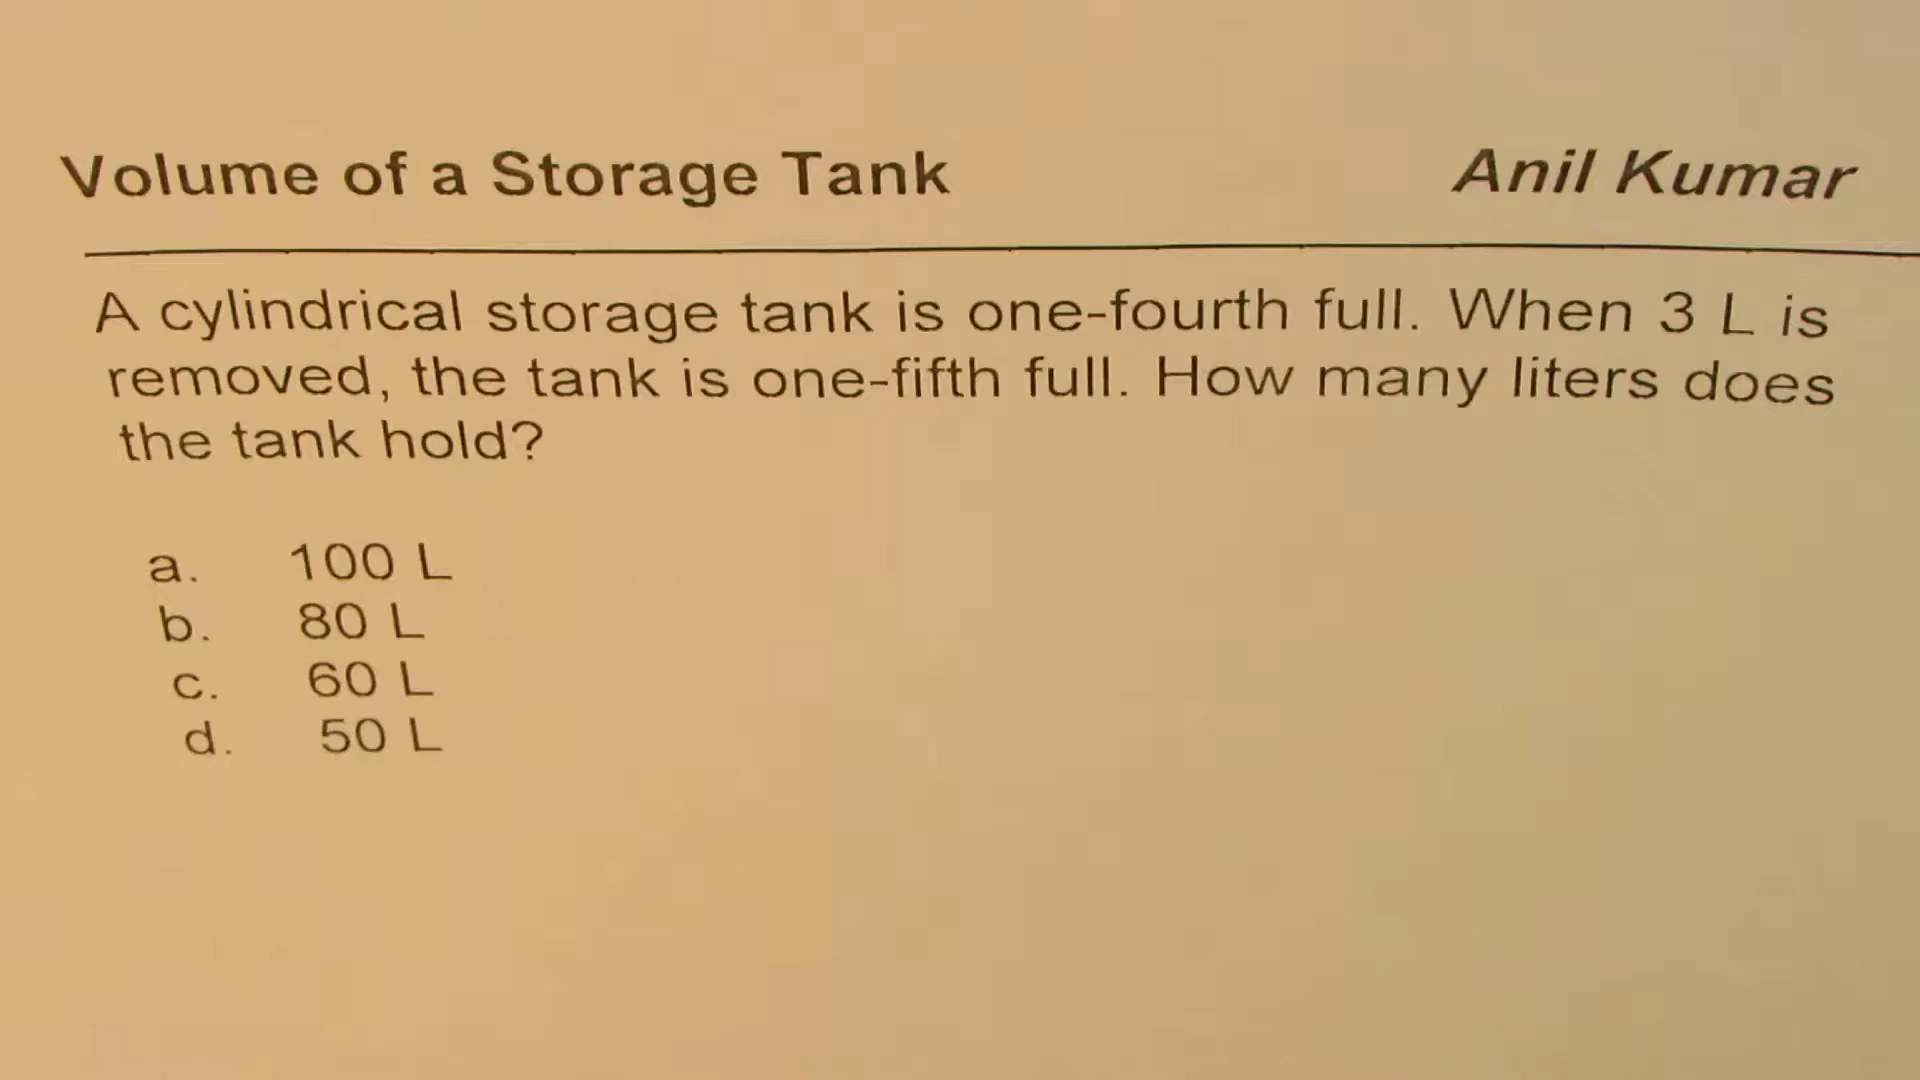 Volume of a Storage Tank Anil Kumar
A cylindrical storage tank is one-fourth full. When 3 L is
removed, the tank is one-fifth full. How many liters does
the tank hold?
a. 100 L
b. 80 L
c. 60 L
d. 50 L